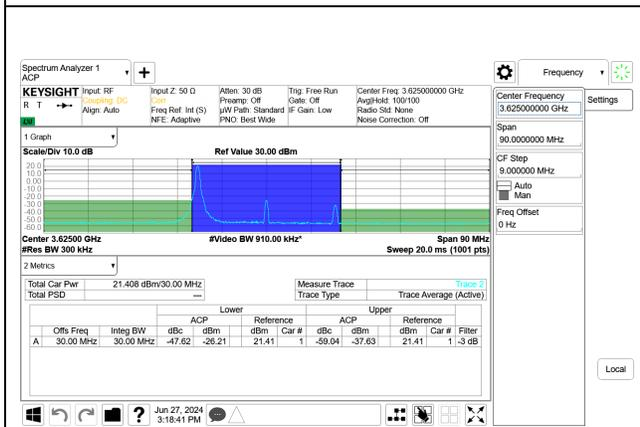 Spectrum Analyzer 1
ACP
Frequency
KEYSIGHT Input: RF Input Z: 50 Ω Atten: 30 dB Trig: Free Run Center Freq: 3.625000000 GHz
R T Coupling: DC Corr Preamp: Off Gate: Off Avg|Hold: 100/100
Align: Auto Freq Ref: Int (S) µW Path: Standard IF Gain: Low Radio Std: None
LXI NFE: Adaptive PNO: Best Wide Noise Correction: Off
1 Graph
Scale/Div 10.0 dB Ref Value 30.00 dBm
20.0
10.0
0.00
-10.0
-20.0
-30.0
-40.0
-50.0
-60.0
Center 3.62500 GHz #Video BW 910.00 kHz* Span 90 MHz
#Res BW 300 kHz Sweep 20.0 ms (1001 pts)
2 Metrics
Total Car Pwr 21.408 dBm/30.00 MHz Measure Trace Trace 2
Total PSD --- Trace Type Trace Average (Active)
Lower Upper
ACP Reference ACP Reference
Offs Freq Integ BW dBc dBm dBm Car # dBc dBm dBm Car # Filter
A 30.00 MHz 30.00 MHz -47.62 -26.21 21.41 1 -59.04 -37.63 21.41 1 -3 dB
Center Frequency
3.625000000 GHz
Settings
Span
90.0000000 MHz
CF Step
9.000000 MHz
Auto
Man
Freq Offset
0 Hz
Local
Jun 27, 2024
3:18:41 PM